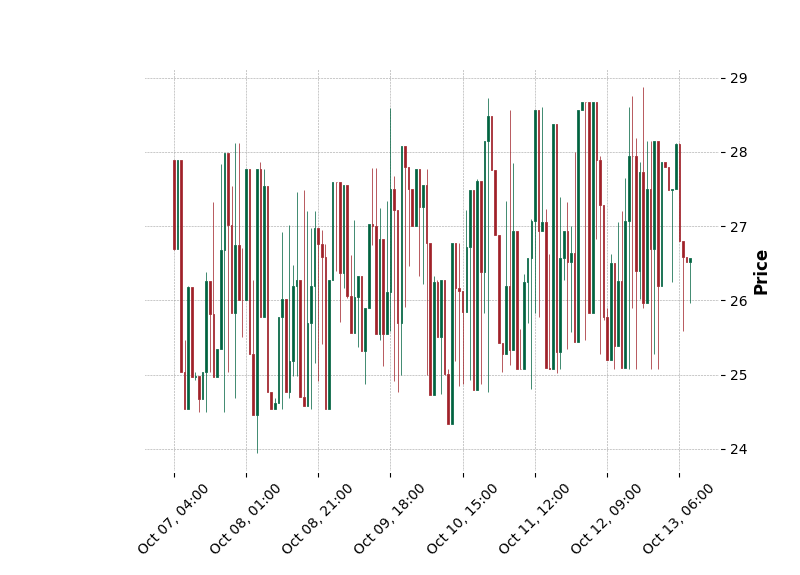 29
28
27
26
25
24
Price
Oct 07, 04:00
Oct 08, 01:00
Oct 08, 21:00
Oct 09, 18:00
Oct 10, 15:00
Oct 11, 12:00
Oct 12, 09:00
Oct 13, 06:00